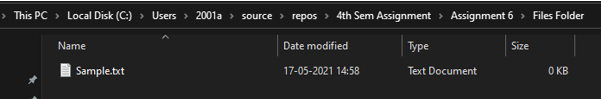 This PC > Local Disk (C:) > Users > 2001a > source > repos > 4th Sem Assignment > Assignment 6 > Files Folder
Name Date modified Type Size
Sample.txt 17-05-2021 14:58 Text Document 0 KB